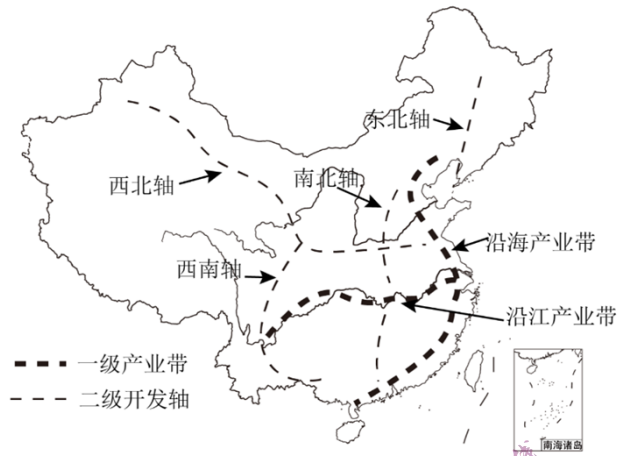 东北轴
南北轴
西北轴
沿海产业带
西南轴
沿江产业带
一级产业带
二级开发轴
南海诸岛